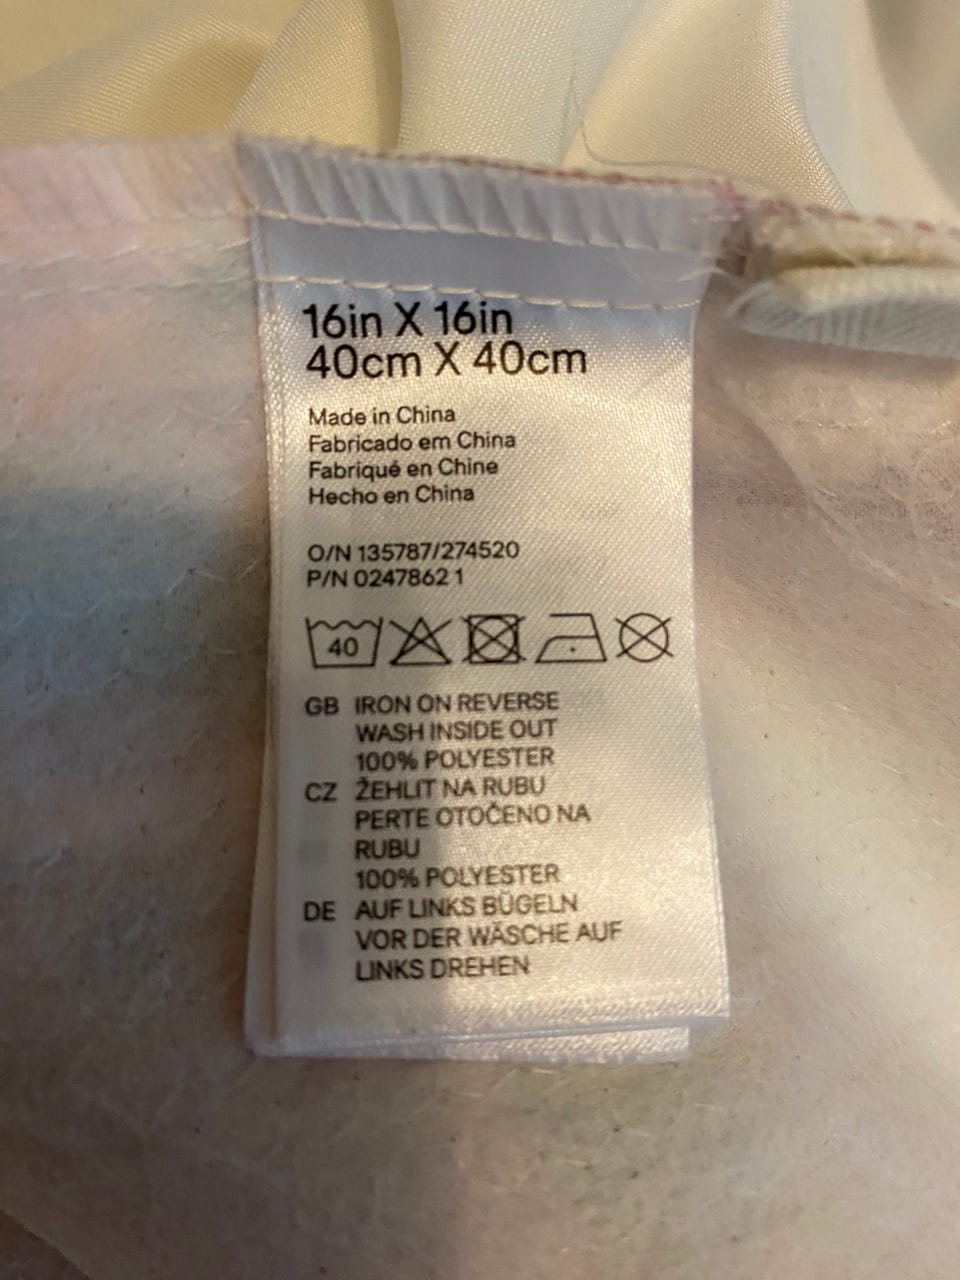 16in X 16in
40cm X 40cm
Made in China
Fabricado em China
Fabriqué en Chine
Hecho en China
O/N 135787/274520
P/N 0247862 1
40
GB IRON ON REVERSE
WASH INSIDE OUT
100% POLYESTER
CZ ŽEHLIT NA RUBU
PERTE OTOČENO NA
RUBU
100% POLYESTER
DE AUF LINKS BÜGELN
VOR DER WÄSCHE AUF
LINKS DREHEN